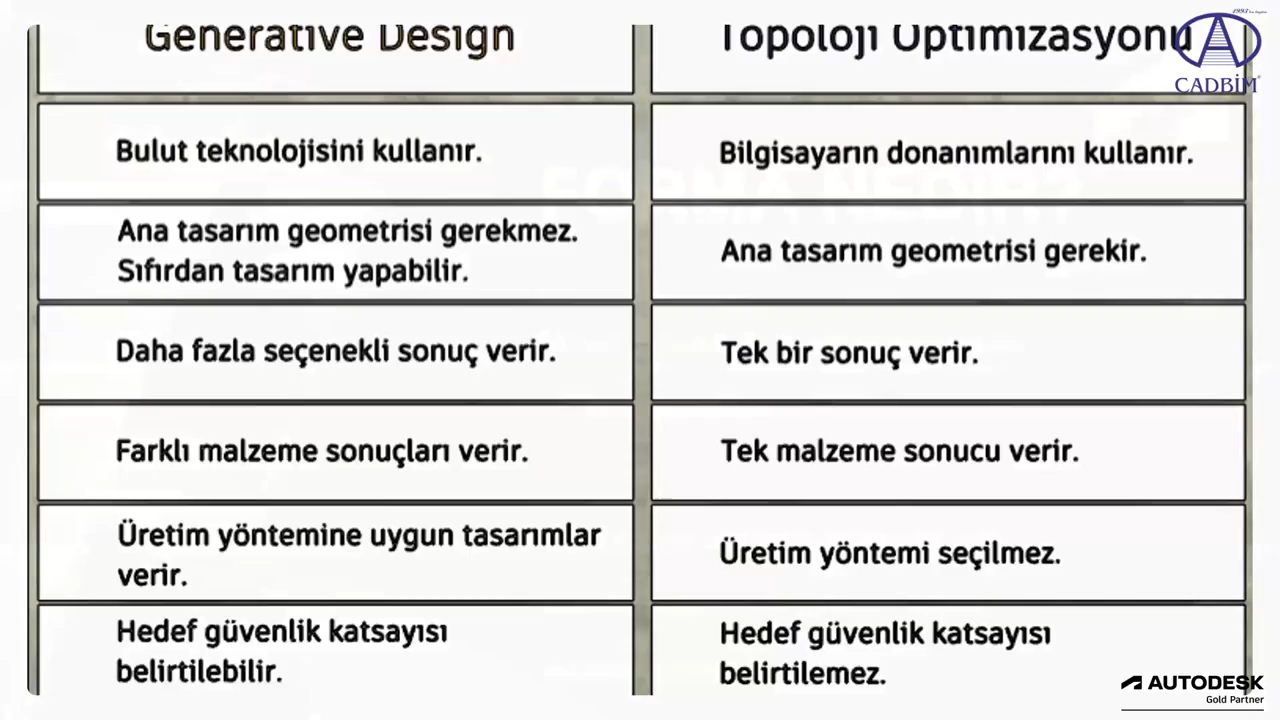 Generative Design
Topoloji Optimizasyonu
1993
CADBİM
Bulut teknolojisini kullanır.
Bilgisayarın donanımlarını kullanır.
Ana tasarım geometrisi gerekmez.
Sıfırdan tasarım yapabilir.
Ana tasarım geometrisi gerekir.
Daha fazla seçenekli sonuç verir.
Tek bir sonuç verir.
Farklı malzeme sonuçları verir.
Tek malzeme sonucu verir.
Üretim yöntemine uygun tasarımlar
verir.
Üretim yöntemi seçilmez.
Hedef güvenlik katsayısı
belirtilebilir.
Hedef güvenlik katsayısı
belirtilemez.
AUTODESK
Gold Partner